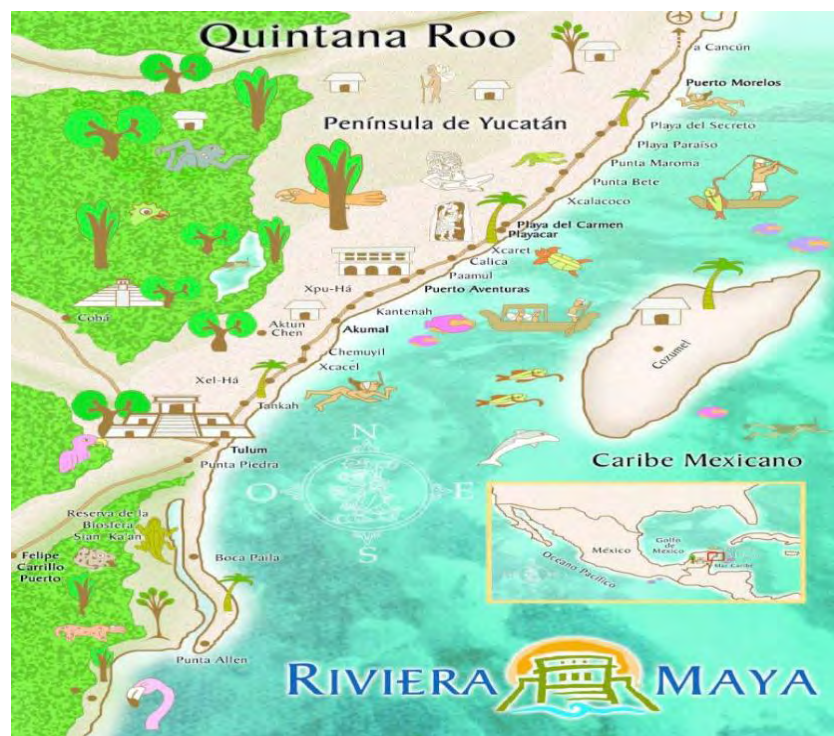 Quintana Roo
a Cancún
Puerto Morelos
Península de Yucatán
Playa del Secreto
Playa Paraíso
Punta Maroma
Punta Bete
Xcalacoco
Playa del Carmen
Playacar
Xcaret
Calica
Paamul
Xpu-Há
Puerto Aventuras
Kantenah
Cobá
Aktun
Chen
Akumal
Chemuyil
Xcacel
Cozumel
Xel-Há
Tankah
Tulum
Punta Piedra
N
O
E
S
Caribe Mexicano
Reserva de la
Biosfera
Sian Ka'an
Felipe
Carrillo
Puerto
Boca Paila
Punta Allen
México
Golfo
de
México
Mar Caribe
Océano Pacífico
RIVIERA MAYA